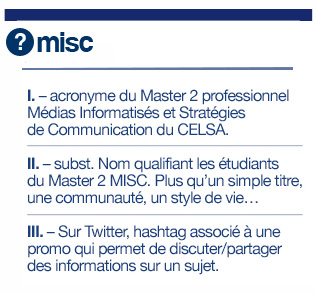 ? misc
I. – acronyme du Master 2 professionnel
Médias Informatisés et Stratégies
de Communication du CELSA.
II. – subst. Nom qualifiant les étudiants
du Master 2 MISC. Plus qu'un simple titre,
une communauté, un style de vie…
III. – Sur Twitter, hashtag associé à une
promo qui permet de discuter/partager
des informations sur un sujet.